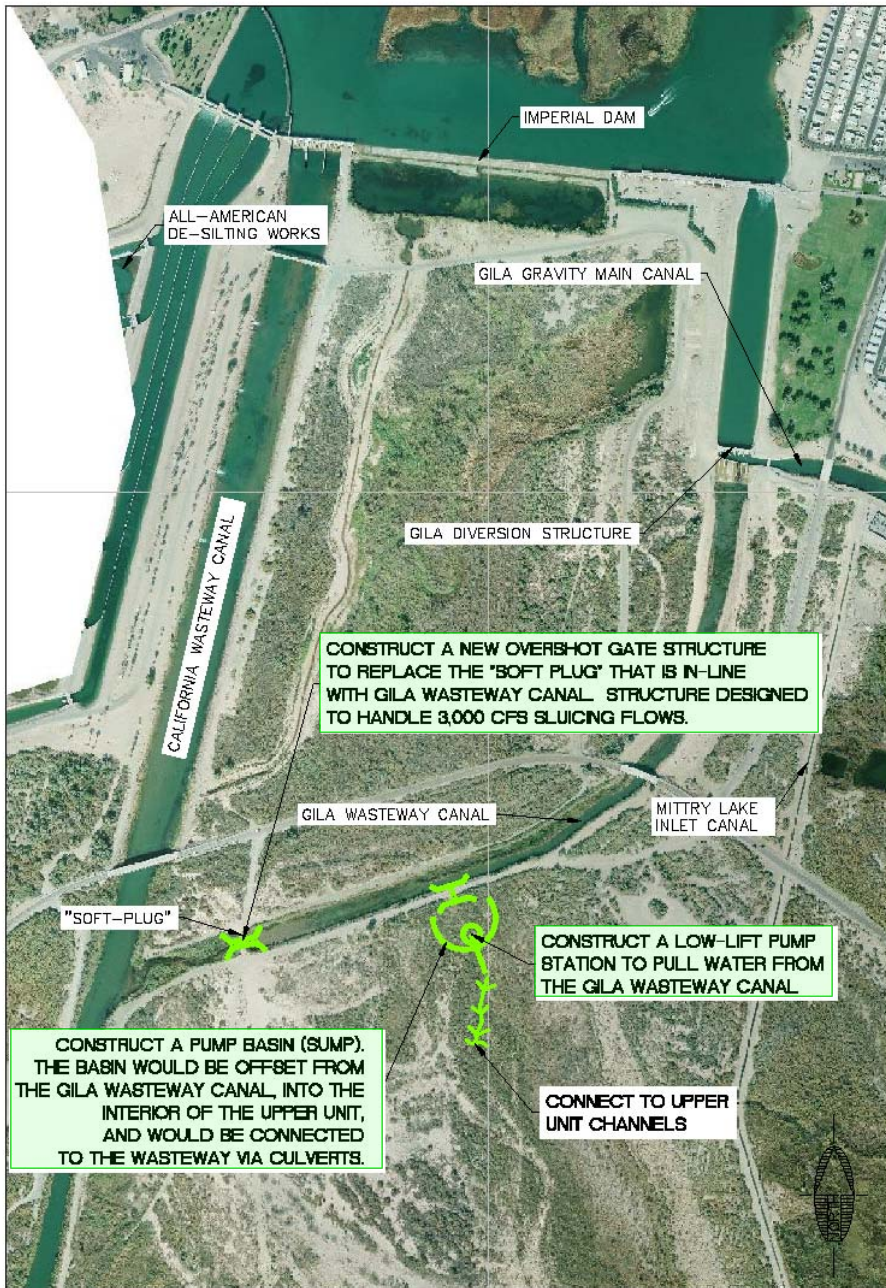 IMPERIAL DAM
ALL-AMERICAN
DE-SILTING WORKS
GILA GRAVITY MAIN CANAL
GILA DIVERSION STRUCTURE
CALIFORNIA WASTEWAY CANAL
CONSTRUCT A NEW OVERSHOT GATE STRUCTURE
TO REPLACE THE "SOFT PLUG" THAT IS IN-LINE
WITH GILA WASTEWAY CANAL. STRUCTURE DESIGNED
TO HANDLE 3,000 CFS SLUICING FLOWS.
GILA WASTEWAY CANAL
MITTRY LAKE
INLET CANAL
"SOFT-PLUG"
CONSTRUCT A LOW-LIFT PUMP
STATION TO PULL WATER FROM
THE GILA WASTEWAY CANAL
CONSTRUCT A PUMP BASIN (SUMP).
THE BASIN WOULD BE OFFSET FROM
THE GILA WASTEWAY CANAL, INTO THE
INTERIOR OF THE UPPER UNIT,
AND WOULD BE CONNECTED
TO THE WASTEWAY VIA CULVERTS.
CONNECT TO UPPER
UNIT CHANNELS
NORTH